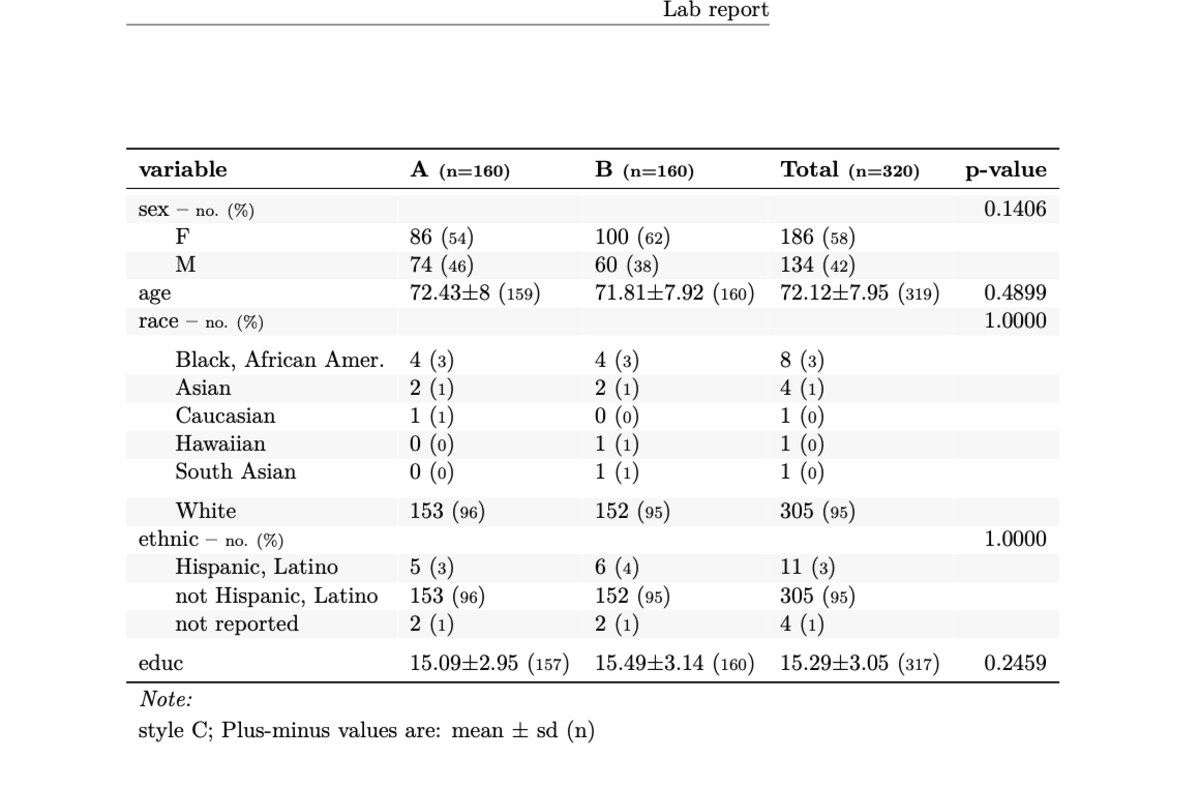 Lab report
variable A (n=160) B (n=160) Total (n=320) p-value
sex – no. (%) 0.1406
F 86 (54) 100 (62) 186 (58)
M 74 (46) 60 (38) 134 (42)
age 72.43±8 (159) 71.81±7.92 (160) 72.12±7.95 (319) 0.4899
race – no. (%) 1.0000
Black, African Amer. 4 (3) 4 (3) 8 (3)
Asian 2 (1) 2 (1) 4 (1)
Caucasian 1 (1) 0 (0) 1 (0)
Hawaiian 0 (0) 1 (1) 1 (0)
South Asian 0 (0) 1 (1) 1 (0)
White 153 (96) 152 (95) 305 (95)
ethnic – no. (%) 1.0000
Hispanic, Latino 5 (3) 6 (4) 11 (3)
not Hispanic, Latino 153 (96) 152 (95) 305 (95)
not reported 2 (1) 2 (1) 4 (1)
educ 15.09±2.95 (157) 15.49±3.14 (160) 15.29±3.05 (317) 0.2459
Note:
style C; Plus-minus values are: mean ± sd (n)